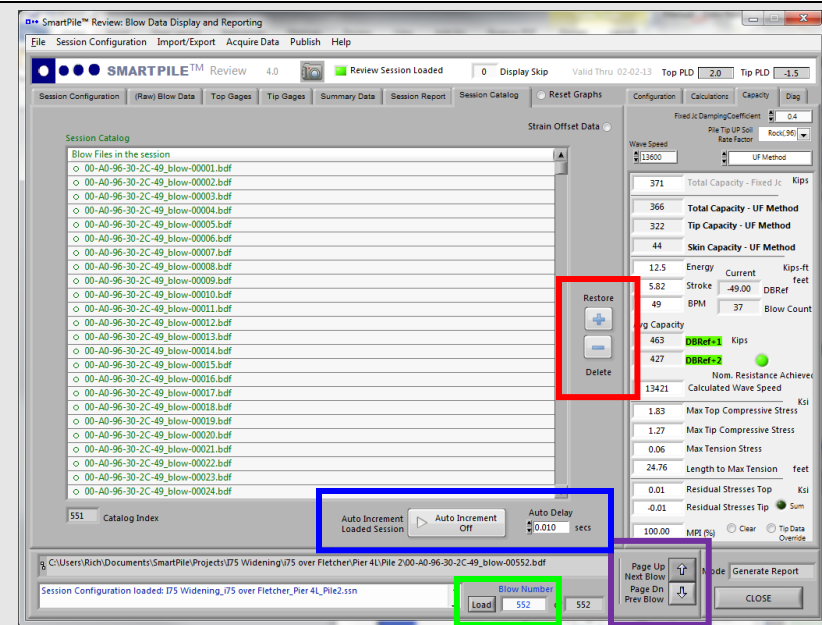 SmartPile™ Review: Blow Data Display and Reporting
File Session Configuration Import/Export Acquire Data Publish Help
SMARTPILE™ Review 4.0 Review Session Loaded 0 Display Skip Valid Thru 02-02-13 Top PLD 2.0 Tip PLD -1.5
Session Configuration (Raw) Blow Data Top Gages Tip Gages Summary Data Session Report Session Catalog Reset Graphs Configuration Calculations Capacity Diag
Fixed Jc DampingCoefficient 0.4
Strain Offset Data
Pile Tip UP Soil
Rate Factor Rock(.96)
Session Catalog
Wave Speed
13600 UF Method
Blow Files in the session
00-A0-96-30-2C-49_blow-00001.bdf
00-A0-96-30-2C-49_blow-00002.bdf
00-A0-96-30-2C-49_blow-00003.bdf
00-A0-96-30-2C-49_blow-00004.bdf
00-A0-96-30-2C-49_blow-00005.bdf
00-A0-96-30-2C-49_blow-00006.bdf
00-A0-96-30-2C-49_blow-00007.bdf
00-A0-96-30-2C-49_blow-00008.bdf
00-A0-96-30-2C-49_blow-00009.bdf
00-A0-96-30-2C-49_blow-00010.bdf
00-A0-96-30-2C-49_blow-00011.bdf
00-A0-96-30-2C-49_blow-00012.bdf
00-A0-96-30-2C-49_blow-00013.bdf
00-A0-96-30-2C-49_blow-00014.bdf
00-A0-96-30-2C-49_blow-00015.bdf
00-A0-96-30-2C-49_blow-00016.bdf
00-A0-96-30-2C-49_blow-00017.bdf
00-A0-96-30-2C-49_blow-00018.bdf
00-A0-96-30-2C-49_blow-00019.bdf
00-A0-96-30-2C-49_blow-00020.bdf
00-A0-96-30-2C-49_blow-00021.bdf
00-A0-96-30-2C-49_blow-00022.bdf
00-A0-96-30-2C-49_blow-00023.bdf
00-A0-96-30-2C-49_blow-00024.bdf
Restore
Delete
371 Total Capacity - Fixed Jc Kips
366 Total Capacity - UF Method
322 Tip Capacity - UF Method
44 Skin Capacity - UF Method
12.5 Energy Current Kips-ft
feet
5.82 Stroke -49.00 DBRef
49 BPM 37 Blow Count
Avg Capacity
463 DBRef+1 Kips
427 DBRef+2
Nom. Resistance Achieved
13421 Calculated Wave Speed
Ksi
1.83 Max Top Compressive Stress
1.27 Max Tip Compressive Stress
0.06 Max Tension Stress
24.76 Length to Max Tension feet
0.01 Residual Stresses Top Ksi
-0.01 Residual Stresses Tip Sum
100.00 MPI (%) Clear Tip Data
Override
551 Catalog Index
Auto Increment
Loaded Session
Auto Increment
Off
Auto Delay
0.010 secs
C:\Users\Rich\Documents\SmartPile\Projects\I75 Widening\I75 over Fletcher\Pier 4L\Pile 2\00-A0-96-30-2C-49_blow-00552.bdf
Session Configuration loaded: I75 Widening_i75 over Fletcher_Pier 4L_Pile2.ssn
Blow Number
Load 552 552
Page Up
Next Blow
Page Dn
Prev Blow
Mode Generate Report
CLOSE